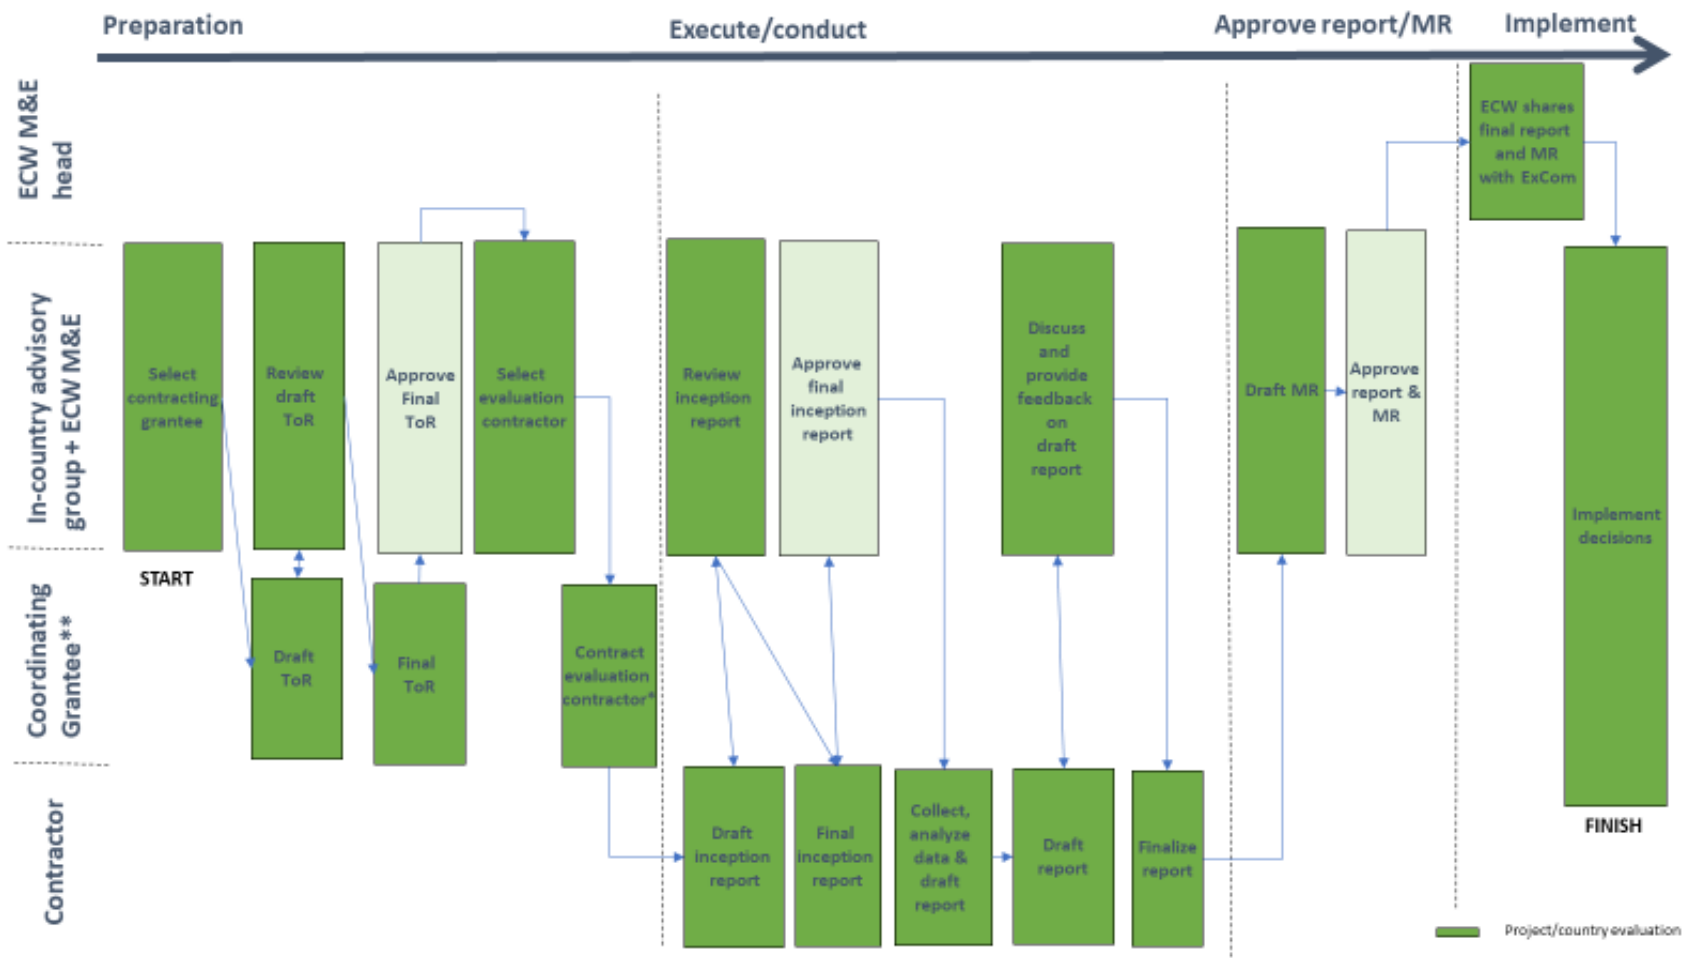 Preparation
Execute/conduct
Approve report/MR
Implement
ECW M&E
head
In-country advisory
group + ECW M&E
Coordinating
Grantee**
Contractor
Select
contracting
grantee
START
Review
draft
ToR
Draft
ToR
Approve
Final
ToR
Final
ToR
Select
evaluation
contractor
Contract
evaluation
contractor*
Review
inception
report
Draft
inception
report
Approve
final
inception
report
Final
inception
report
Collect,
analyze
data &
draft
report
Discuss
and
provide
feedback
on
draft
report
Draft
report
Finalize
report
Draft MR
Approve
report &
MR
ECW shares
final report
and MR
with ExCom
Implement
decisions
FINISH
Project/country evaluation